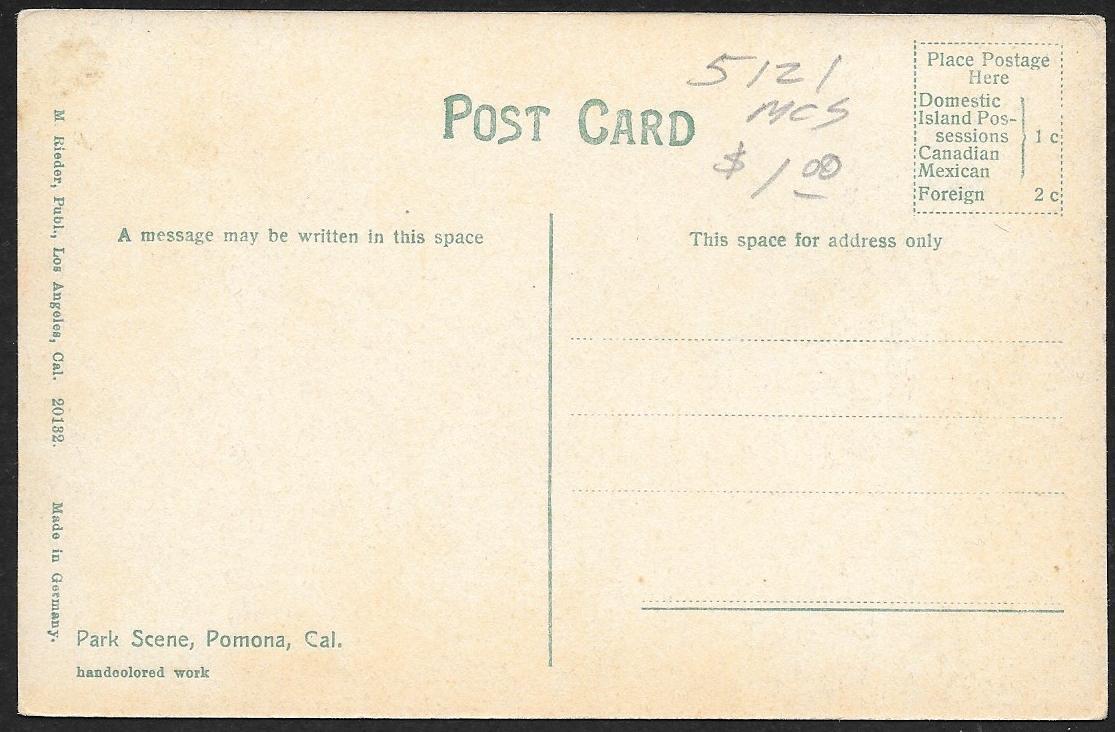 POST CARD
5121
MCS
$ 1 00
Place Postage
Here
Domestic
Island Pos-
sessions
Canadian
Mexican
1 c
Foreign 2 c
A message may be written in this space
This space for address only
M. Rieder, Publ., Los Angeles, Cal. 20132. Made in Germany.
Park Scene, Pomona, Cal.
handcolored work